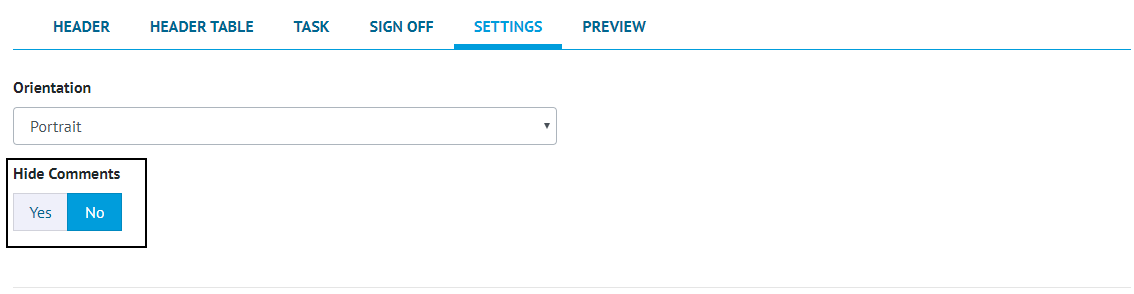 HEADER HEADER TABLE TASK SIGN OFF SETTINGS PREVIEW
Orientation
Portrait
Hide Comments
Yes No